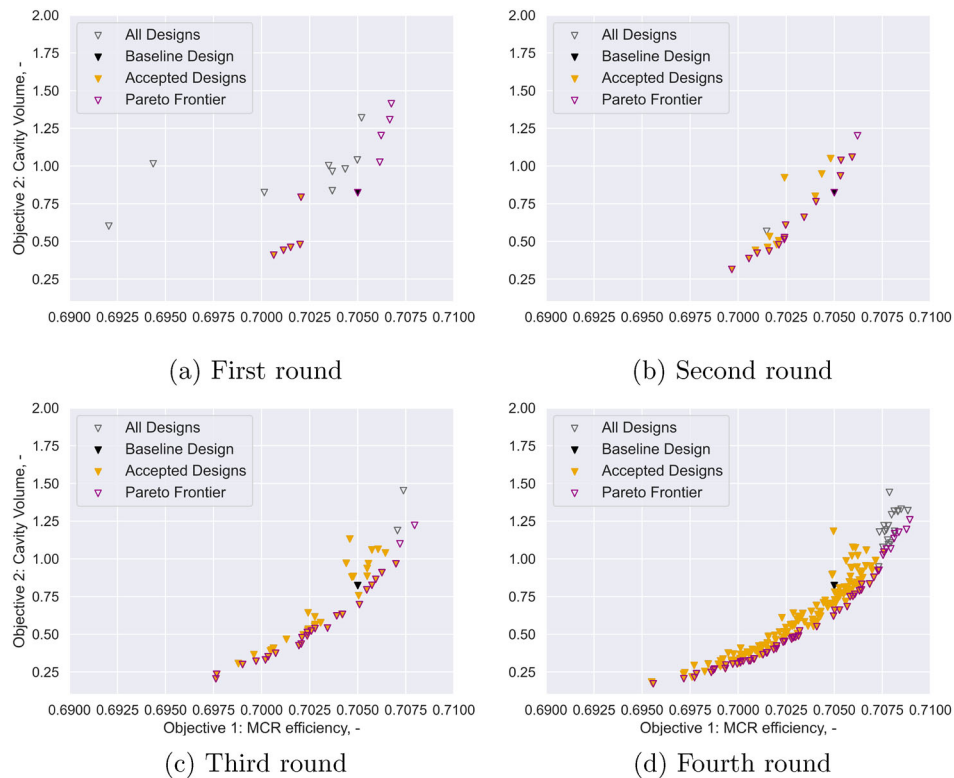 2.00
1.75
1.50
1.25
1.00
0.75
0.50
0.25
Objective 2: Cavity Volume, -
All Designs
Baseline Design
Accepted Designs
Pareto Frontier
0.6900 0.6925 0.6950 0.6975 0.7000 0.7025 0.7050 0.7075 0.7100
(a) First round
2.00
1.75
1.50
1.25
1.00
0.75
0.50
0.25
All Designs
Baseline Design
Accepted Designs
Pareto Frontier
0.6900 0.6925 0.6950 0.6975 0.7000 0.7025 0.7050 0.7075 0.7100
(b) Second round
2.00
1.75
1.50
1.25
1.00
0.75
0.50
0.25
Objective 2: Cavity Volume, -
All Designs
Baseline Design
Accepted Designs
Pareto Frontier
0.6900 0.6925 0.6950 0.6975 0.7000 0.7025 0.7050 0.7075 0.7100
Objective 1: MCR efficiency, -
(c) Third round
2.00
1.75
1.50
1.25
1.00
0.75
0.50
0.25
All Designs
Baseline Design
Accepted Designs
Pareto Frontier
0.6900 0.6925 0.6950 0.6975 0.7000 0.7025 0.7050 0.7075 0.7100
Objective 1: MCR efficiency, -
(d) Fourth round